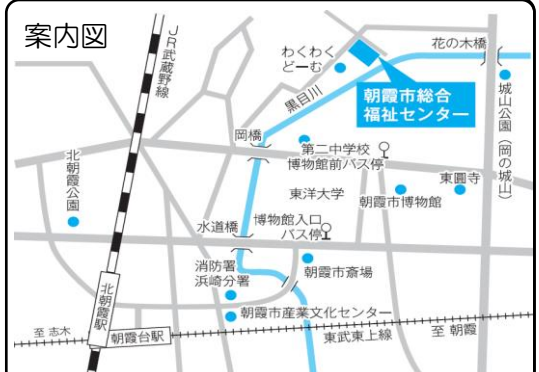 案内図
JR武蔵野線
わくわく
どーむ
花の木橋
黒目川
朝霞市総合
福祉センター
城山公園(岡の城山)
岡橋
第二中学校
博物館前バス停
北朝霞公園
東洋大学
東圓寺
朝霞市博物館
水道橋
博物館入口
バス停
消防署
浜崎分署
朝霞市斎場
北朝霞駅
朝霞市産業文化センター
至 志木
朝霞台駅
東武東上線
至 朝霞